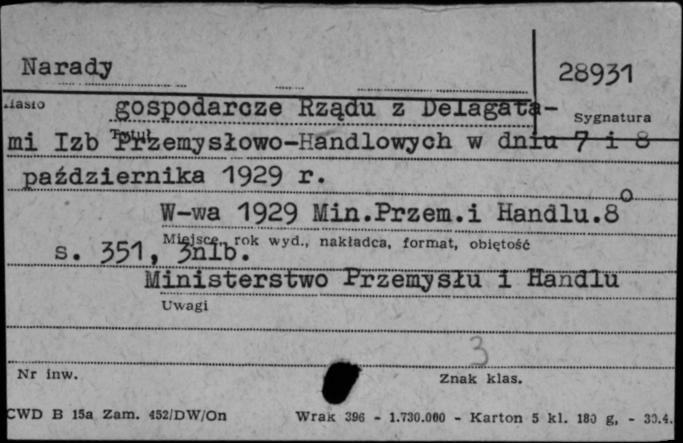 Narady
28931
Hasło
gospodarcze Rządu z Delagata-
Sygnatura
mi Izb Przemysłowo-Handlowych w dniu 7 i 8
Tytuł
października 1929 r.
W-wa 1929 Min.Przem.i Handlu.8º
Miejsce, rok wyd., nakładca, format, objętość
s. 351, 3nlb.
Ministerstwo Przemysłu i Handlu
Uwagi
3
Nr inw.
Znak klas.
CWD B 15a Zam. 452/DW/On Wrak 396 - 1.730.000 - Karton 5 kl. 180 g, - 30.4.